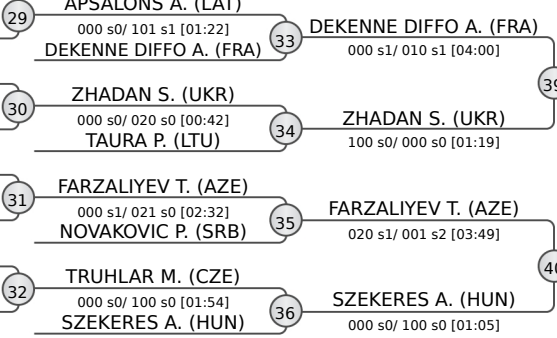 APSALONS A. (LAT)
29
000 s0/ 101 s1 [01:22]
DEKENNE DIFFO A. (FRA)
33
DEKENNE DIFFO A. (FRA)
000 s1/ 010 s1 [04:00]
39
ZHADAN S. (UKR)
30
000 s0/ 020 s0 [00:42]
TAURA P. (LTU)
34
ZHADAN S. (UKR)
100 s0/ 000 s0 [01:19]
FARZALIYEV T. (AZE)
31
000 s1/ 021 s0 [02:32]
NOVAKOVIC P. (SRB)
35
FARZALIYEV T. (AZE)
020 s1/ 001 s2 [03:49]
40
TRUHLAR M. (CZE)
32
000 s0/ 100 s0 [01:54]
SZEKERES A. (HUN)
36
SZEKERES A. (HUN)
000 s0/ 100 s0 [01:05]